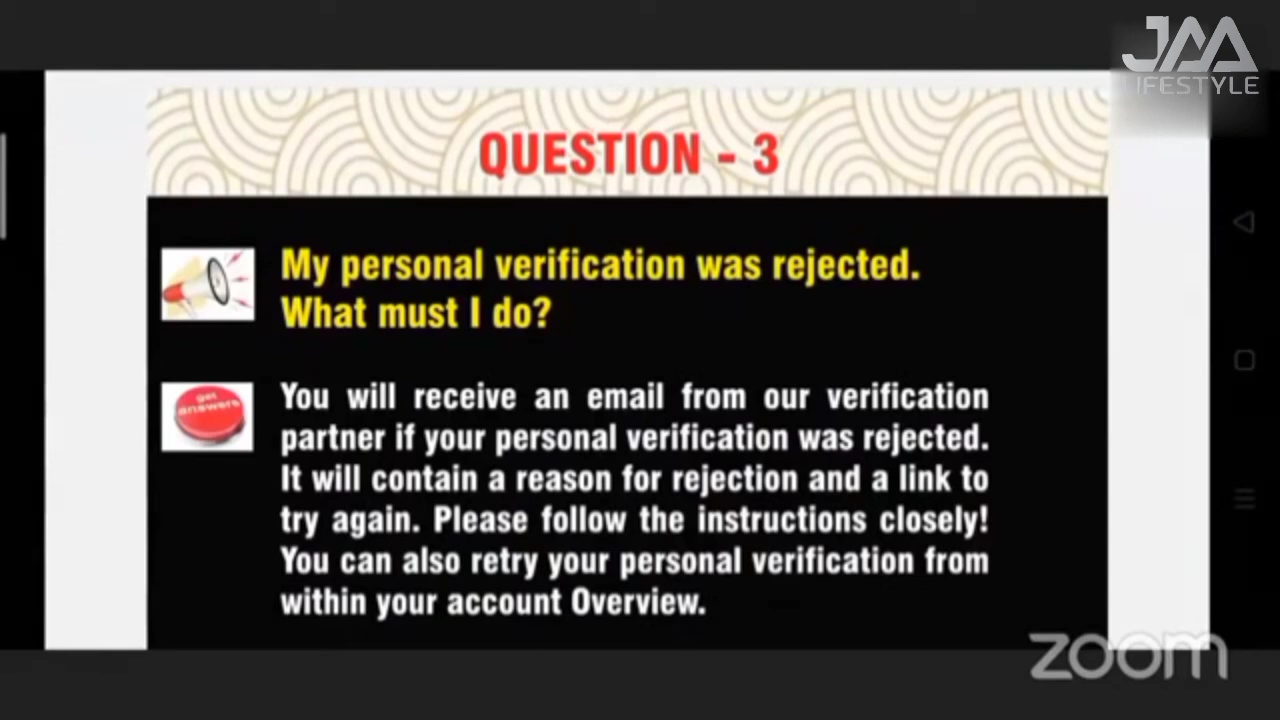 JAA
LIFESTYLE
QUESTION - 3
My personal verification was rejected.
What must I do?
get
answers
You will receive an email from our verification
partner if your personal verification was rejected.
It will contain a reason for rejection and a link to
try again. Please follow the instructions closely!
You can also retry your personal verification from
within your account Overview.
zoom